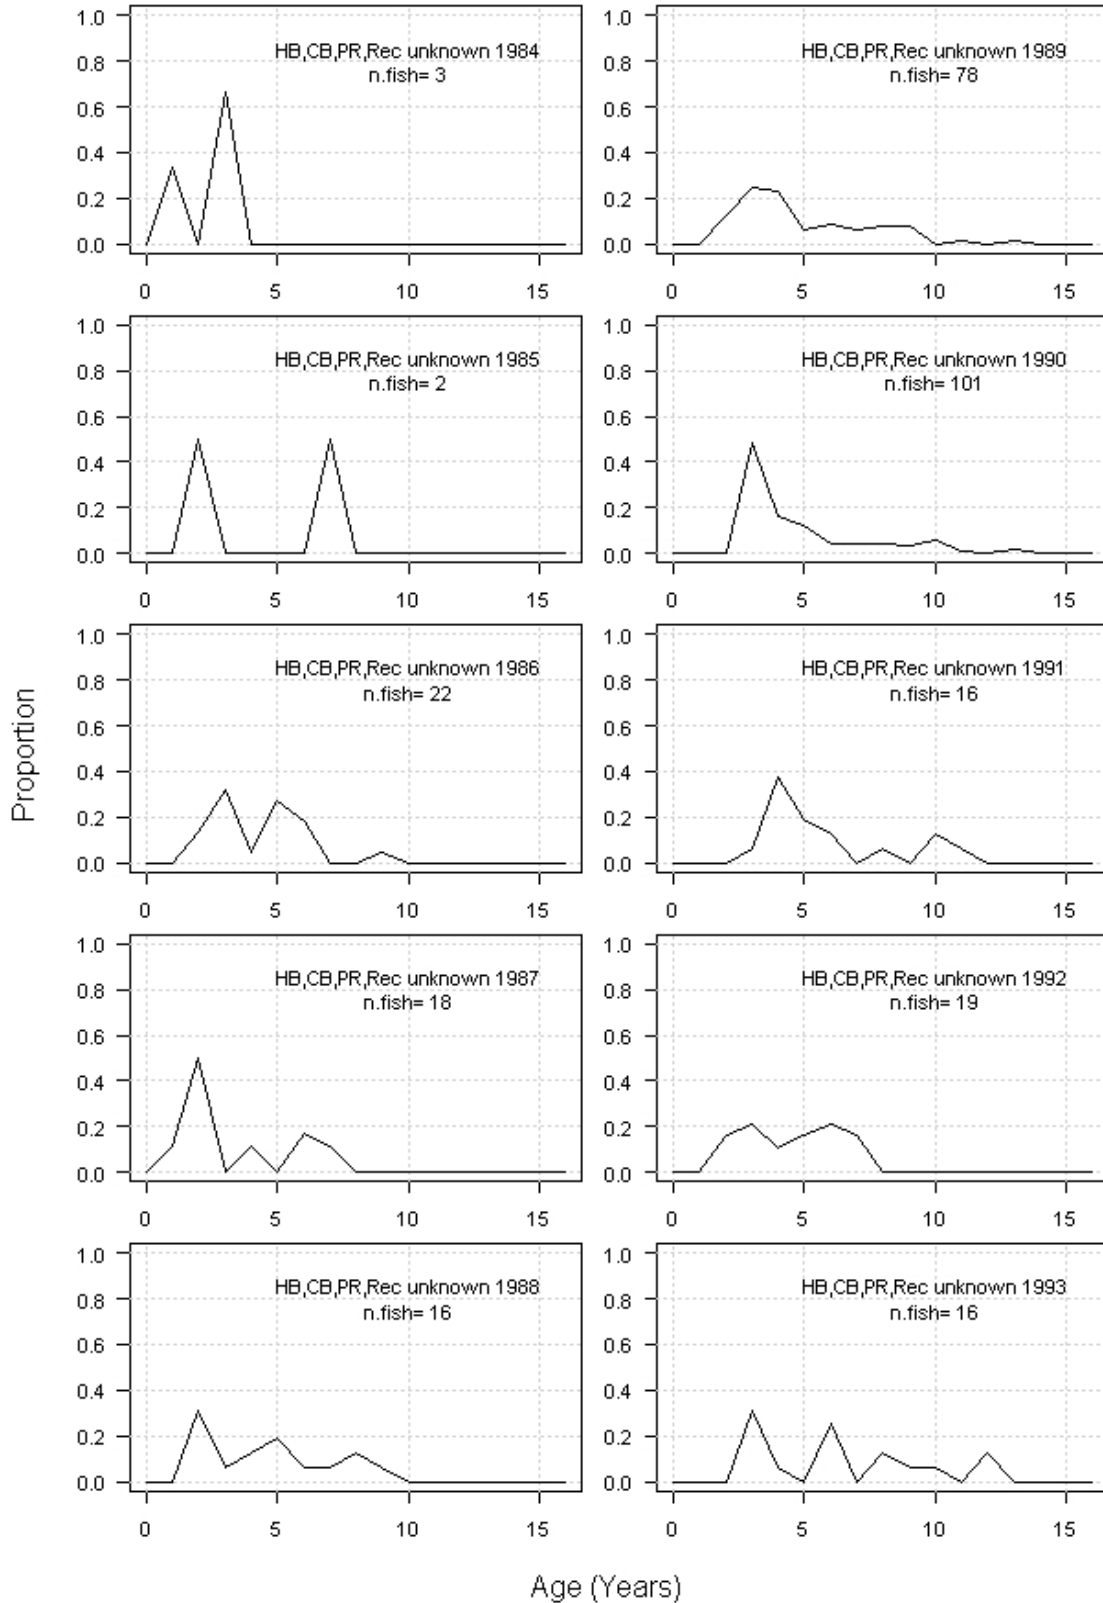 1.0
0.8
0.6
0.4
0.2
0.0
HB,CB,PR,Rec unknown 1984
n.fish= 3
0 5 10 15
1.0
0.8
0.6
0.4
0.2
0.0
HB,CB,PR,Rec unknown 1989
n.fish= 78
0 5 10 15
1.0
0.8
0.6
0.4
0.2
0.0
HB,CB,PR,Rec unknown 1985
n.fish= 2
0 5 10 15
1.0
0.8
0.6
0.4
0.2
0.0
HB,CB,PR,Rec unknown 1990
n.fish= 101
0 5 10 15
Proportion
1.0
0.8
0.6
0.4
0.2
0.0
HB,CB,PR,Rec unknown 1986
n.fish= 22
0 5 10 15
1.0
0.8
0.6
0.4
0.2
0.0
HB,CB,PR,Rec unknown 1991
n.fish= 16
0 5 10 15
1.0
0.8
0.6
0.4
0.2
0.0
HB,CB,PR,Rec unknown 1987
n.fish= 18
0 5 10 15
1.0
0.8
0.6
0.4
0.2
0.0
HB,CB,PR,Rec unknown 1992
n.fish= 19
0 5 10 15
1.0
0.8
0.6
0.4
0.2
0.0
HB,CB,PR,Rec unknown 1988
n.fish= 16
0 5 10 15
1.0
0.8
0.6
0.4
0.2
0.0
HB,CB,PR,Rec unknown 1993
n.fish= 16
0 5 10 15
Age (Years)